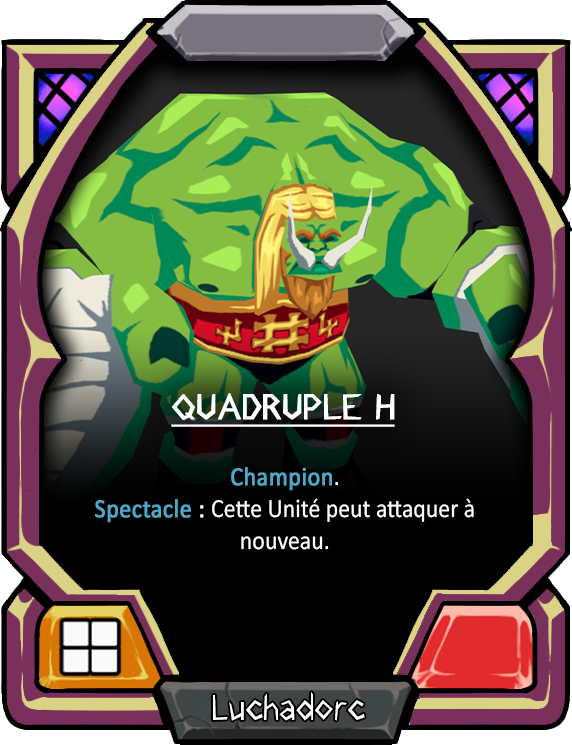 QUADRUPLE H
Champion.
Spectacle : Cette Unité peut attaquer à
nouveau.
Luchadorc